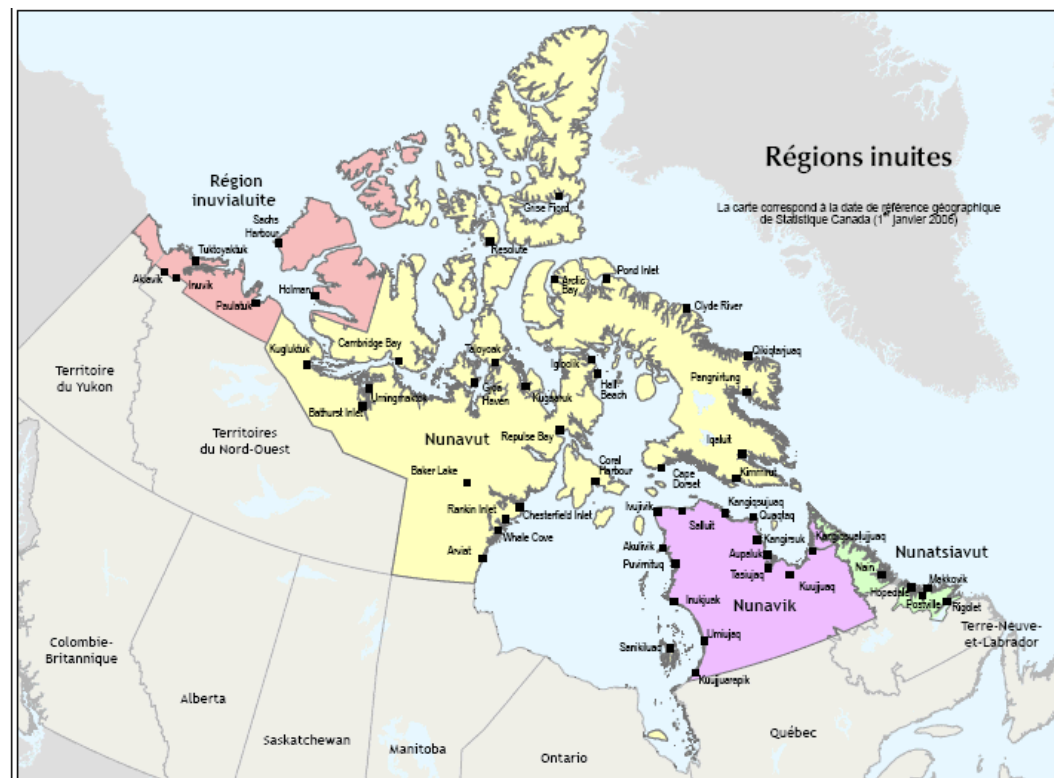 Régions inuites
La carte correspond à la date de référence géographique
de Statistique Canada (1er janvier 2006)
Région
inuvialuite
Sachs
Harbour
Tuktoyaktuk
Aklavik
Inuvik
Paulatuk
Holman
Grise Fiord
Resolute
Arctic
Bay
Pond Inlet
Clyde River
Qikiqtarjuaq
Pangnirtung
Kugluktuk
Cambridge Bay
Taloyoak
Igloolik
Hall
Beach
Gjoa
Haven
Kugaaruk
Umingmaktok
Bathurst Inlet
Territoire
du Yukon
Territoires
du Nord-Ouest
Nunavut
Repulse Bay
Iqaluit
Kimmirut
Cape
Dorset
Coral
Harbour
Baker Lake
Rankin Inlet
Chesterfield Inlet
Whale Cove
Arviat
Ivujivik
Salluit
Kangiqsujuaq
Quaqtaq
Kangirsuk
Akulivik
Aupaluk
Kangiqsualujjuaq
Puvirnituq
Tasiujaq
Kuujjuaq
Nunatsiavut
Nain
Hopedale
Makkovik
Postville
Rigolet
Inukjuak
Nunavik
Umiujaq
Sanikiluaq
Kuujjuarapik
Terre-Neuve-
et-Labrador
Colombie-
Britannique
Alberta
Saskatchewan
Manitoba
Ontario
Québec